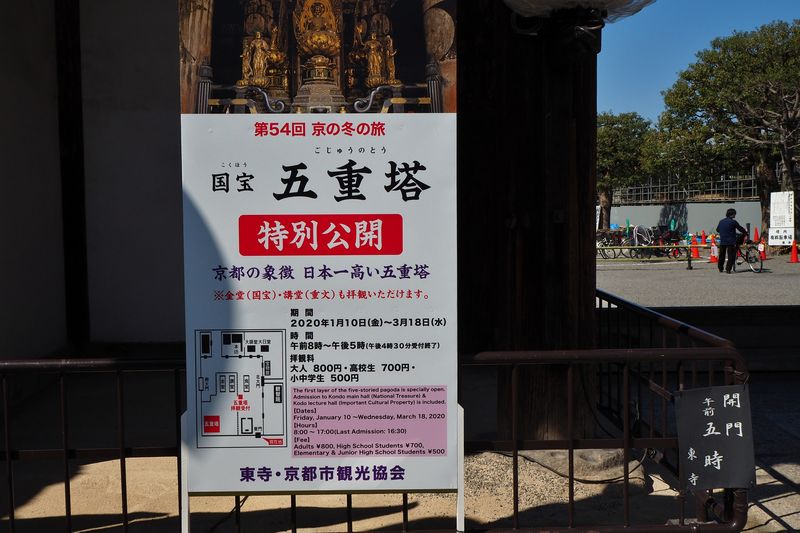 第54回 京の冬の旅
こくほう ごじゅうのとう
国宝 五重塔
特別公開
京都の象徴 日本一高い五重塔
※金堂(国宝)・講堂(重文)も拝観いただけます。
期間
2020年1月10日(金)～3月18日(水)
時間
午前8時～午後5時(午後4時30分受付終了)
拝観料
大人 800円・高校生 700円・
小中学生 500円
The first layer of the five-storied pagoda is specially open.
Admission to Kondo main hall (National Treasure) &
Kodo lecture hall (Important Cultural Property) is included.
[Dates]
Friday, January 10 ～Wednesday, March 18, 2020
[Hours]
8:00 ～ 17:00(Last Admission: 16:30)
[Fee]
Adults ¥800, High School Students ¥700,
Elementary & Junior High School Students ¥500
五重塔
拝観受付
五重塔
東寺・京都市観光協会
開門
午前五時
東寺